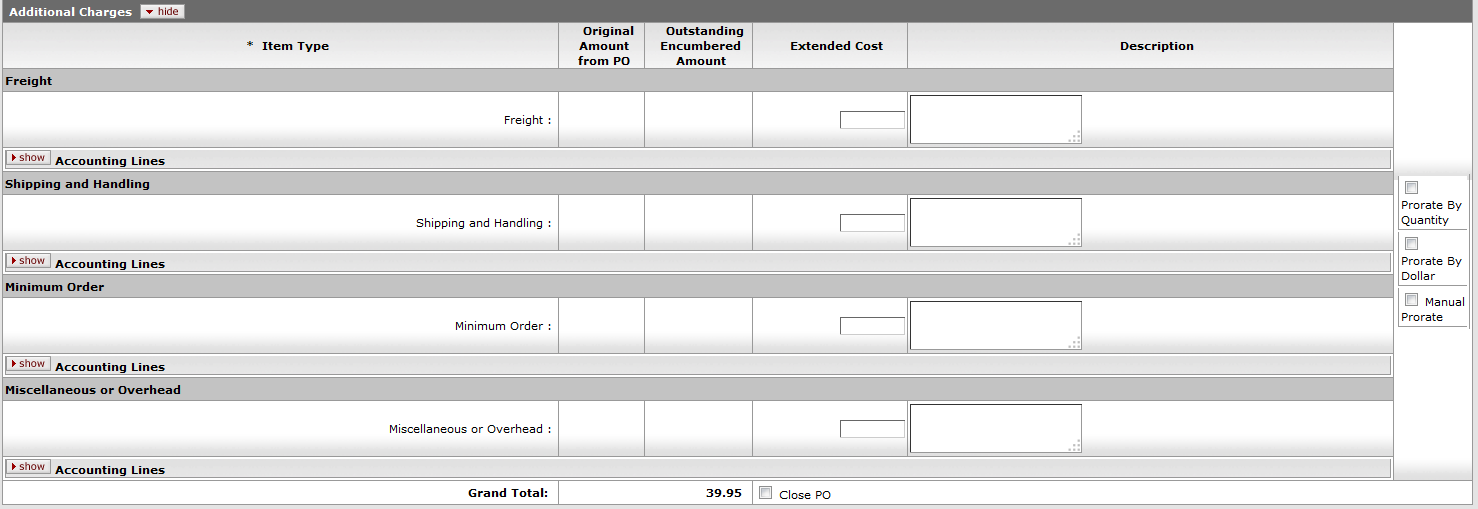 Additional Charges hide
* Item Type
Original Amount from PO
Outstanding Encumbered Amount
Extended Cost
Description
Freight
Freight :
show Accounting Lines
Shipping and Handling
Shipping and Handling :
show Accounting Lines
Minimum Order
Minimum Order :
show Accounting Lines
Miscellaneous or Overhead
Miscellaneous or Overhead :
show Accounting Lines
Prorate By
Quantity
Prorate By
Dollar
Manual
Prorate
Grand Total: 39.95 Close PO